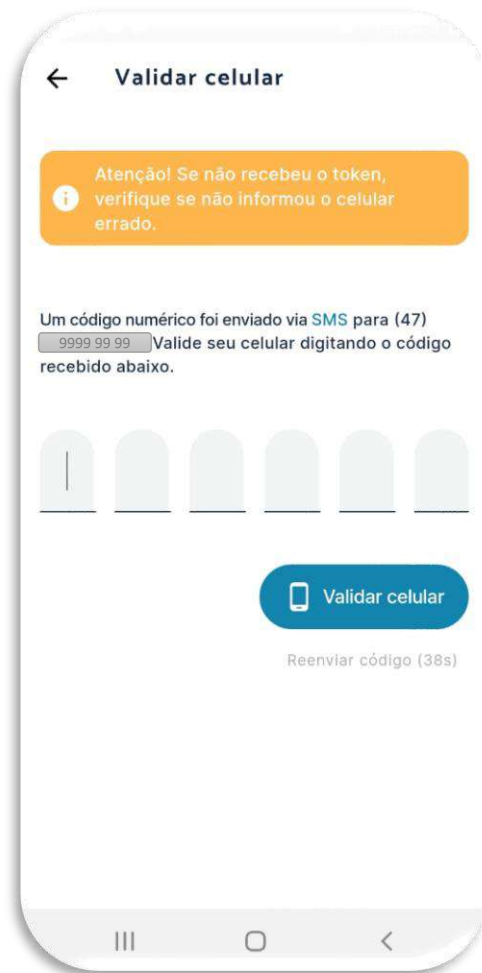 Validar celular
Atenção! Se não recebeu o token,
verifique se não informou o celular
errado.
Um código numérico foi enviado via SMS para (47)
9999 99 99 Valide seu celular digitando o código
recebido abaixo.
Validar celular
Reenviar código (38s)